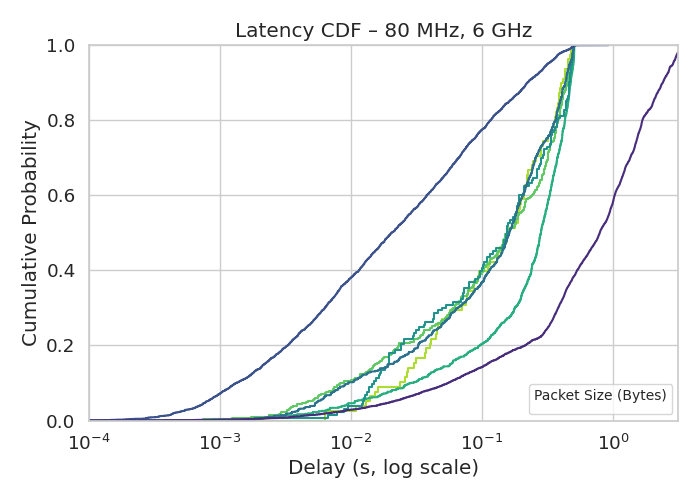 Latency CDF – 80 MHz, 6 GHz
Cumulative Probability
1.0
0.8
0.6
0.4
0.2
0.0
Packet Size (Bytes)
10⁻⁴ 10⁻³ 10⁻² 10⁻¹ 10⁰
Delay (s, log scale)